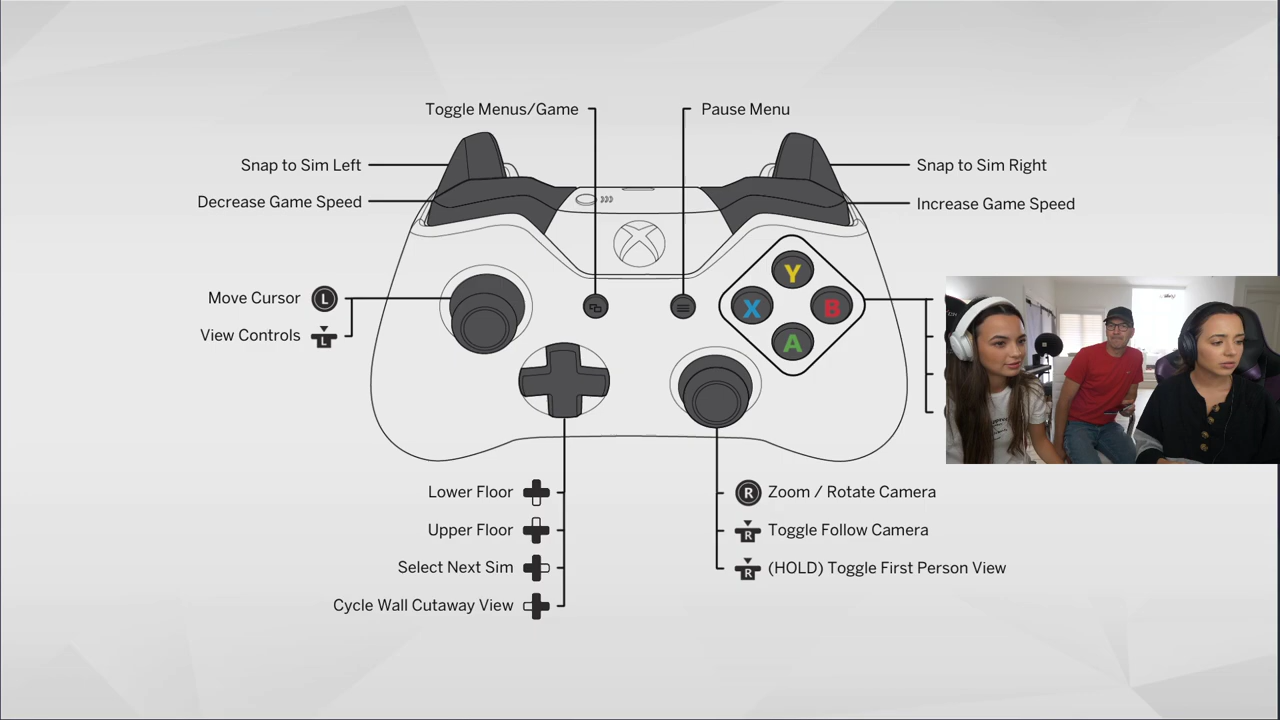 Toggle Menus/Game
Pause Menu
Snap to Sim Left
Snap to Sim Right
Decrease Game Speed
Increase Game Speed
Y
X
B
A
Move Cursor L
View Controls L
Lower Floor
R Zoom / Rotate Camera
Upper Floor
R Toggle Follow Camera
Select Next Sim
R (HOLD) Toggle First Person View
Cycle Wall Cutaway View